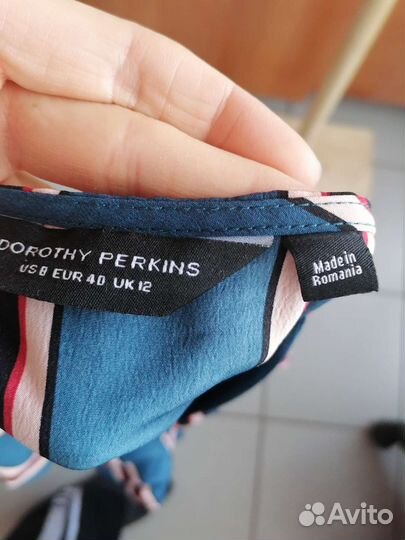 DOROTHY PERKINS
US 8 EUR 40 UK 12
Made in
Romania
Avito